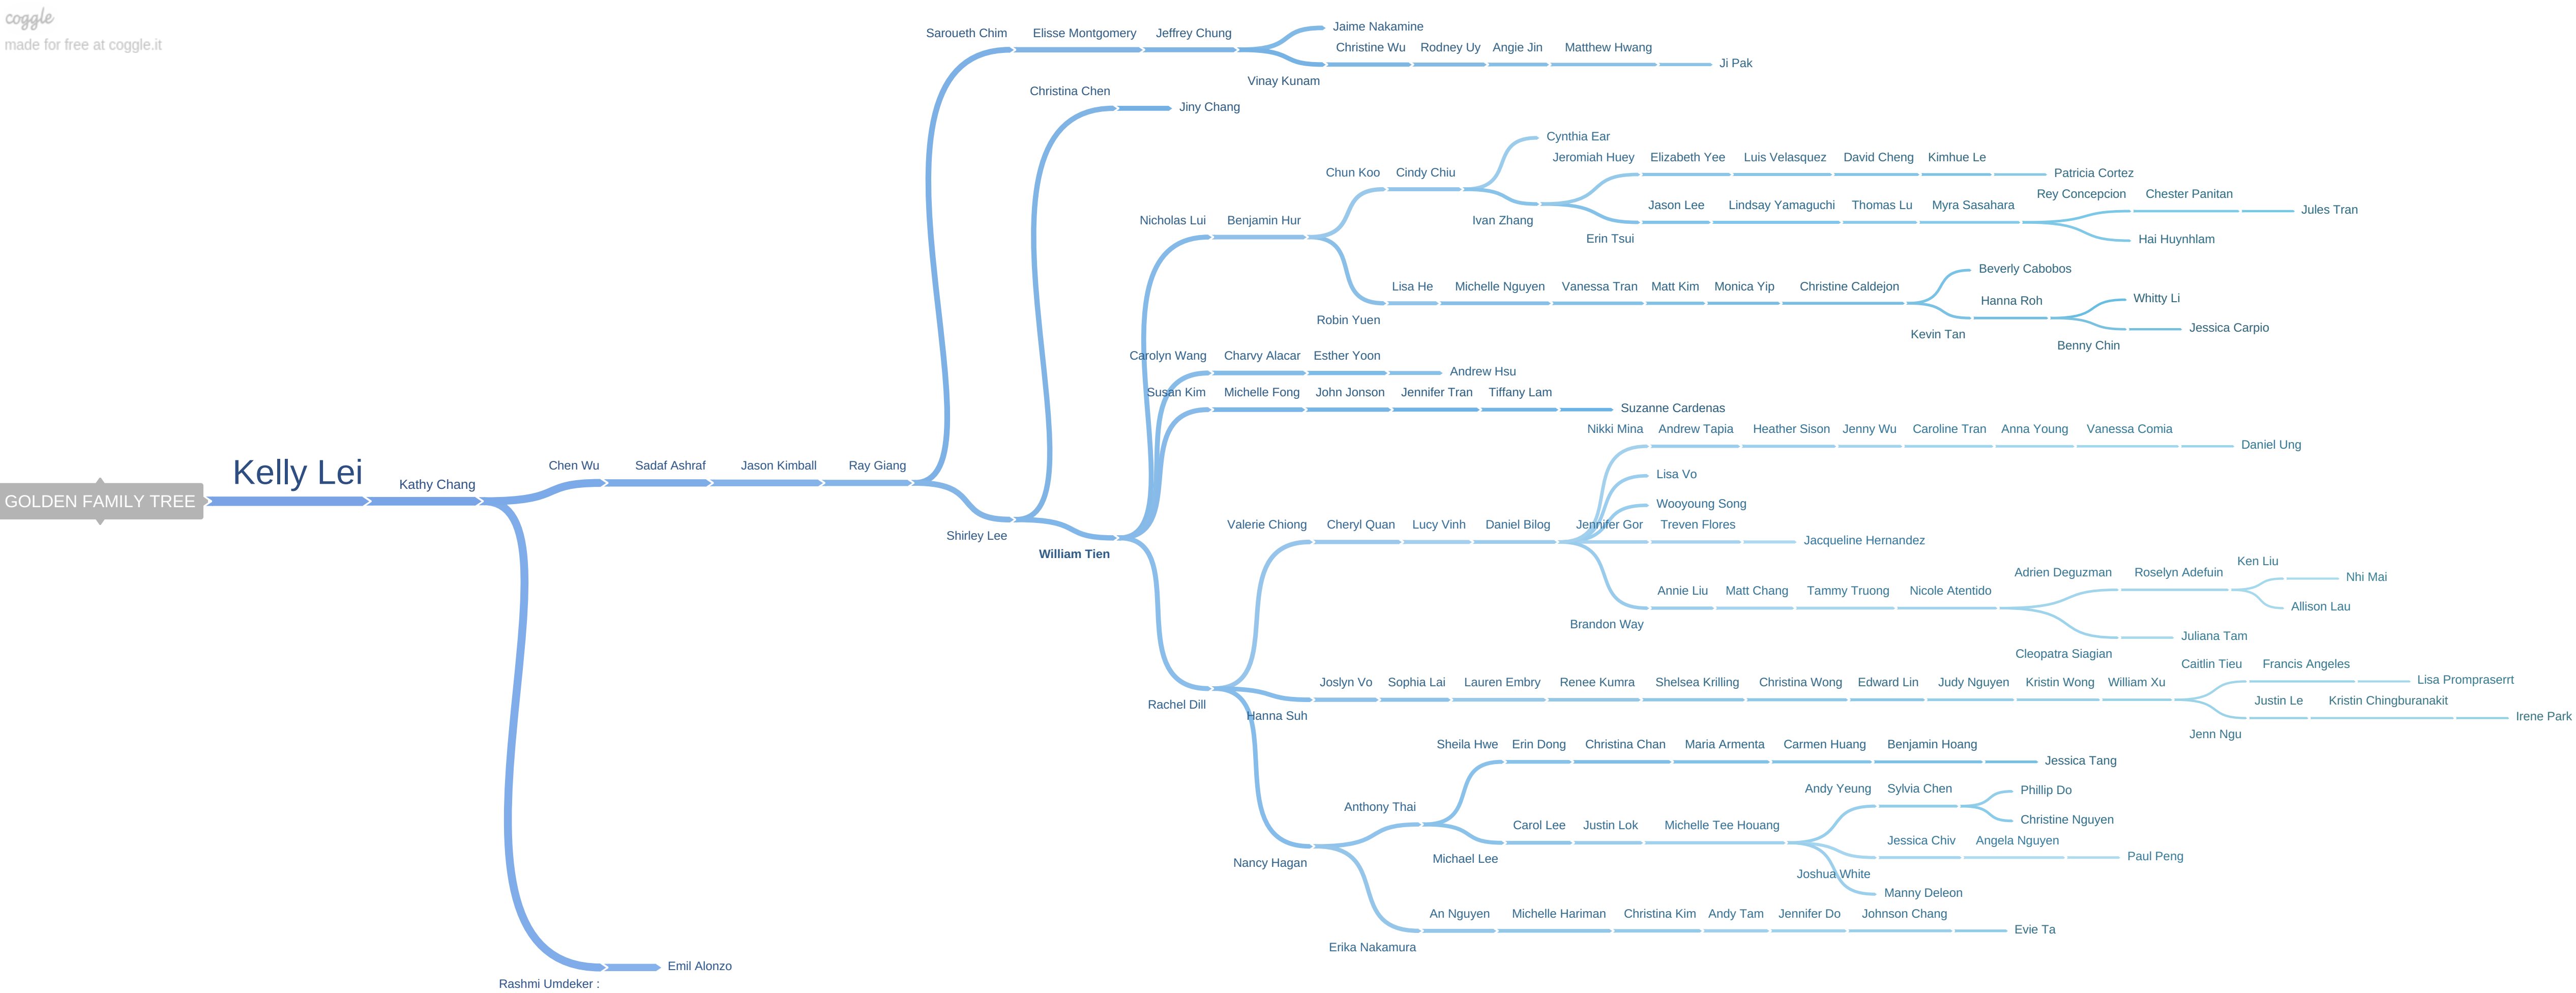 coggle
made for free at coggle.it
GOLDEN FAMILY TREE
Kelly Lei
Kathy Chang
Chen Wu
Sadaf Ashraf
Jason Kimball
Ray Giang
Saroueth Chim
Elisse Montgomery
Jeffrey Chung
Jaime Nakamine
Vinay Kunam
Christine Wu
Rodney Uy
Angie Jin
Matthew Hwang
Ji Pak
Shirley Lee
Christina Chen
Jiny Chang
William Tien
Nicholas Lui
Benjamin Hur
Chun Koo
Cindy Chiu
Cynthia Ear
Ivan Zhang
Jeromiah Huey
Elizabeth Yee
Luis Velasquez
David Cheng
Kimhue Le
Patricia Cortez
Erin Tsui
Jason Lee
Lindsay Yamaguchi
Thomas Lu
Myra Sasahara
Rey Concepcion
Chester Panitan
Jules Tran
Hai Huynhlam
Robin Yuen
Lisa He
Michelle Nguyen
Vanessa Tran
Matt Kim
Monica Yip
Christine Caldejon
Beverly Cabobos
Kevin Tan
Hanna Roh
Whitty Li
Benny Chin
Jessica Carpio
Carolyn Wang
Charvy Alacar
Esther Yoon
Andrew Hsu
Susan Kim
Michelle Fong
John Jonson
Jennifer Tran
Tiffany Lam
Suzanne Cardenas
Rachel Dill
Valerie Chiong
Cheryl Quan
Lucy Vinh
Daniel Bilog
Nikki Mina
Andrew Tapia
Heather Sison
Jenny Wu
Caroline Tran
Anna Young
Vanessa Comia
Daniel Ung
Lisa Vo
Wooyoung Song
Jennifer Gor
Treven Flores
Jacqueline Hernandez
Brandon Way
Annie Liu
Matt Chang
Tammy Truong
Nicole Atentido
Adrien Deguzman
Roselyn Adefuin
Ken Liu
Nhi Mai
Allison Lau
Cleopatra Siagian
Juliana Tam
Hanna Suh
Joslyn Vo
Sophia Lai
Lauren Embry
Renee Kumra
Shelsea Krilling
Christina Wong
Edward Lin
Judy Nguyen
Kristin Wong
William Xu
Caitlin Tieu
Francis Angeles
Lisa Prompraserrt
Jenn Ngu
Justin Le
Kristin Chingburanakit
Irene Park
Nancy Hagan
Anthony Thai
Sheila Hwe
Erin Dong
Christina Chan
Maria Armenta
Carmen Huang
Benjamin Hoang
Jessica Tang
Michael Lee
Carol Lee
Justin Lok
Michelle Tee Houang
Andy Yeung
Sylvia Chen
Phillip Do
Christine Nguyen
Joshua White
Jessica Chiv
Angela Nguyen
Paul Peng
Manny Deleon
Erika Nakamura
An Nguyen
Michelle Hariman
Christina Kim
Andy Tam
Jennifer Do
Johnson Chang
Evie Ta
Rashmi Umdeker :
Emil Alonzo